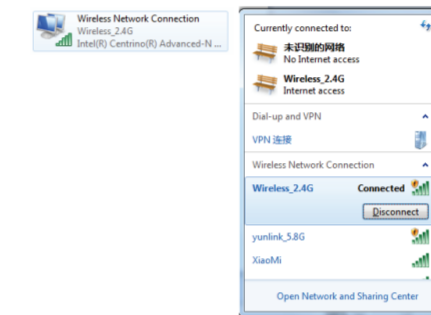 Wireless Network Connection
Wireless_2.4G
Intel(R) Centrino(R) Advanced-N ...
Currently connected to:
未识别的网络
No Internet access
Wireless_2.4G
Internet access
Dial-up and VPN
VPN 连接
Wireless Network Connection
Wireless_2.4G Connected
Disconnect
yunlink_5.8G
XiaoMi
Open Network and Sharing Center